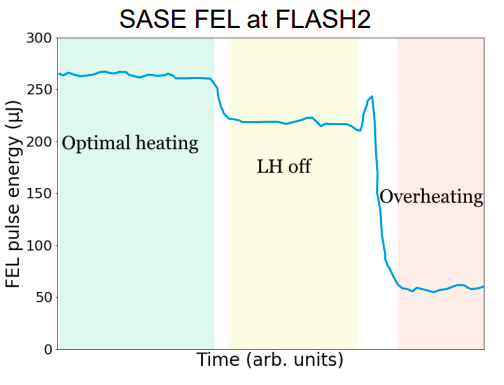 SASE FEL at FLASH2
300
250
200
150
100
50
0
FEL pulse energy (μJ)
Optimal heating
LH off
Overheating
Time (arb. units)